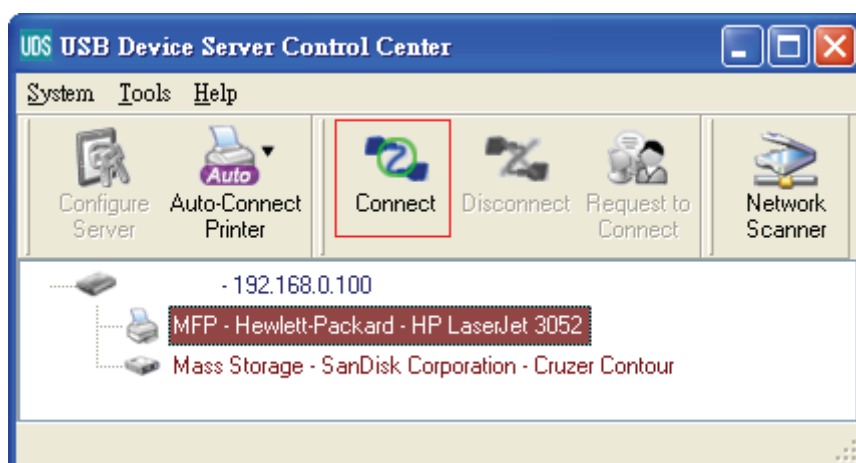 UDS USB Device Server Control Center
System Tools Help
Auto
Configure Server
Auto-Connect Printer
Connect
Disconnect
Request to Connect
Network Scanner
- 192.168.0.100
MFP - Hewlett-Packard - HP LaserJet 3052
Mass Storage - SanDisk Corporation - Cruzer Contour